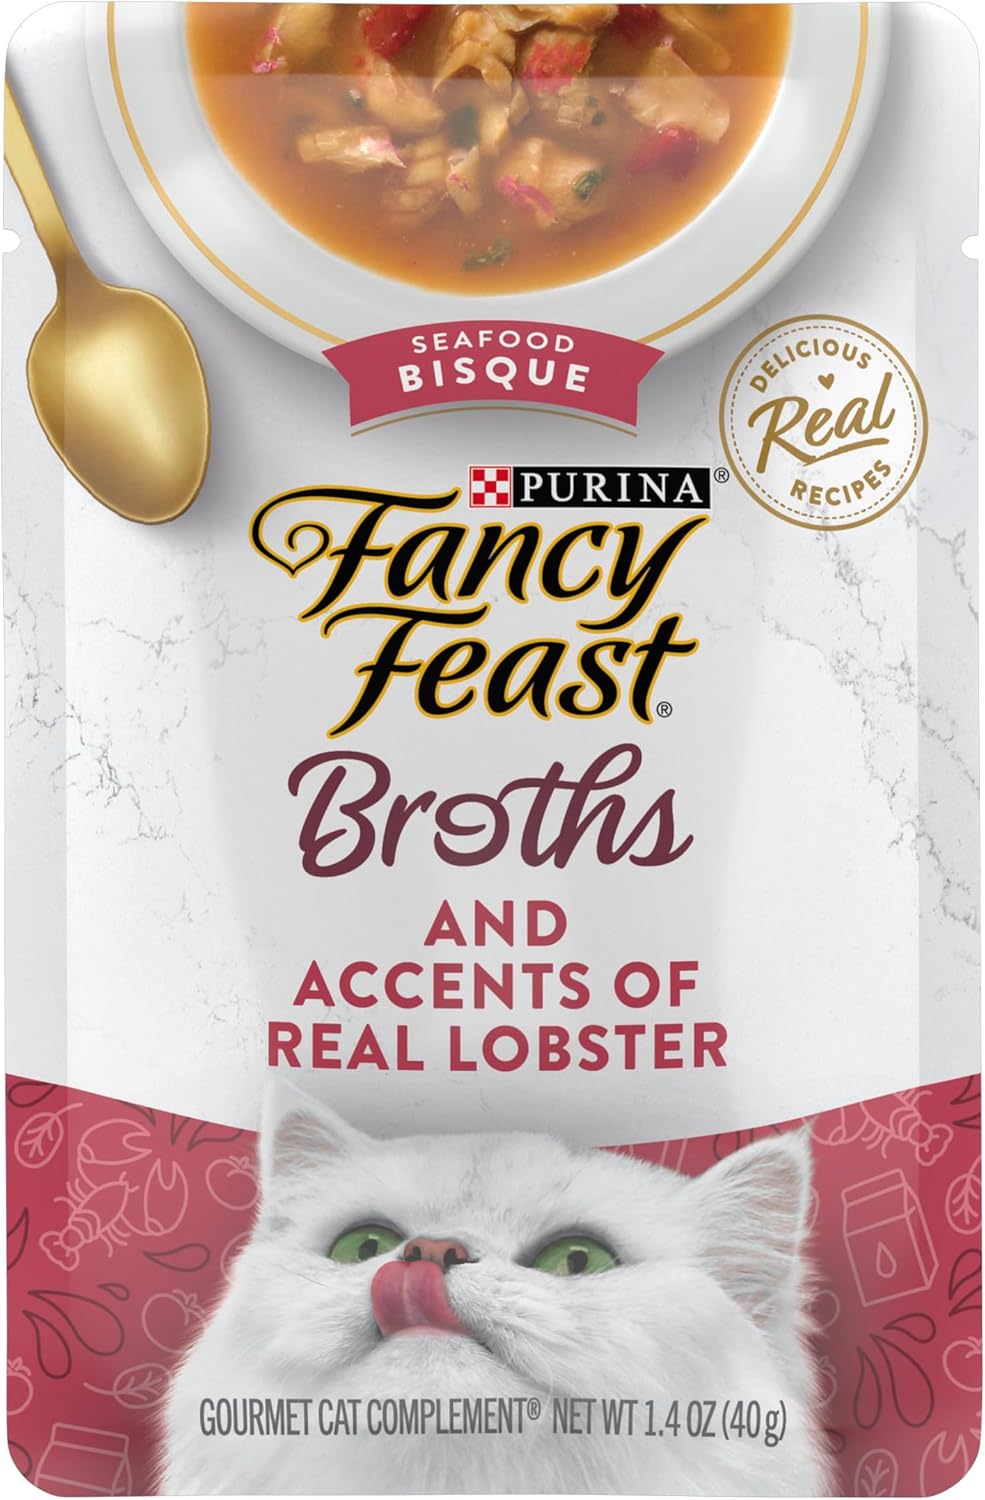 SEAFOOD
BISQUE
DELICIOUS
Real
RECIPES
PURINA®
Fancy
Feast®
Broths
AND
ACCENTS OF
REAL LOBSTER
GOURMET CAT COMPLEMENT® NET WT 1.4 OZ (40 g)